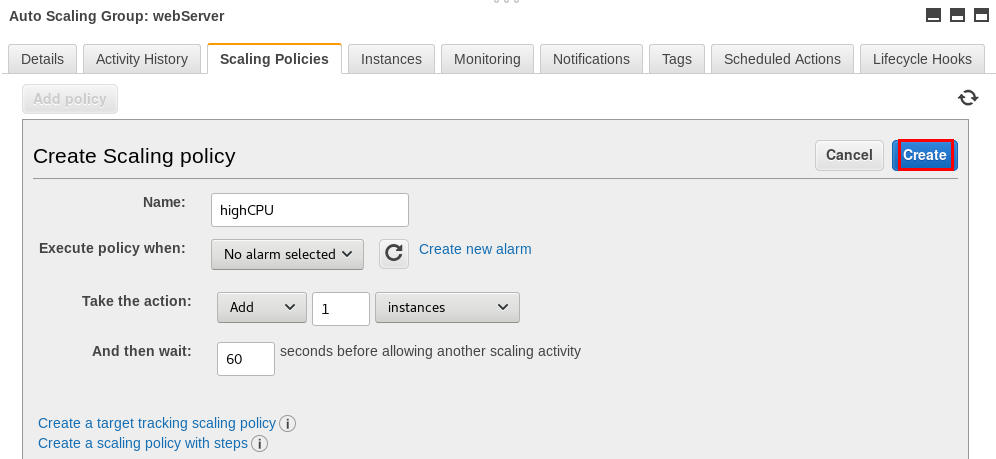 Auto Scaling Group: webServer
Details Activity History Scaling Policies Instances Monitoring Notifications Tags Scheduled Actions Lifecycle Hooks
Add policy
Create Scaling policy Cancel Create
Name: highCPU
Execute policy when: No alarm selected Create new alarm
Take the action: Add 1 instances
And then wait: 60 seconds before allowing another scaling activity
Create a target tracking scaling policy i
Create a scaling policy with steps i